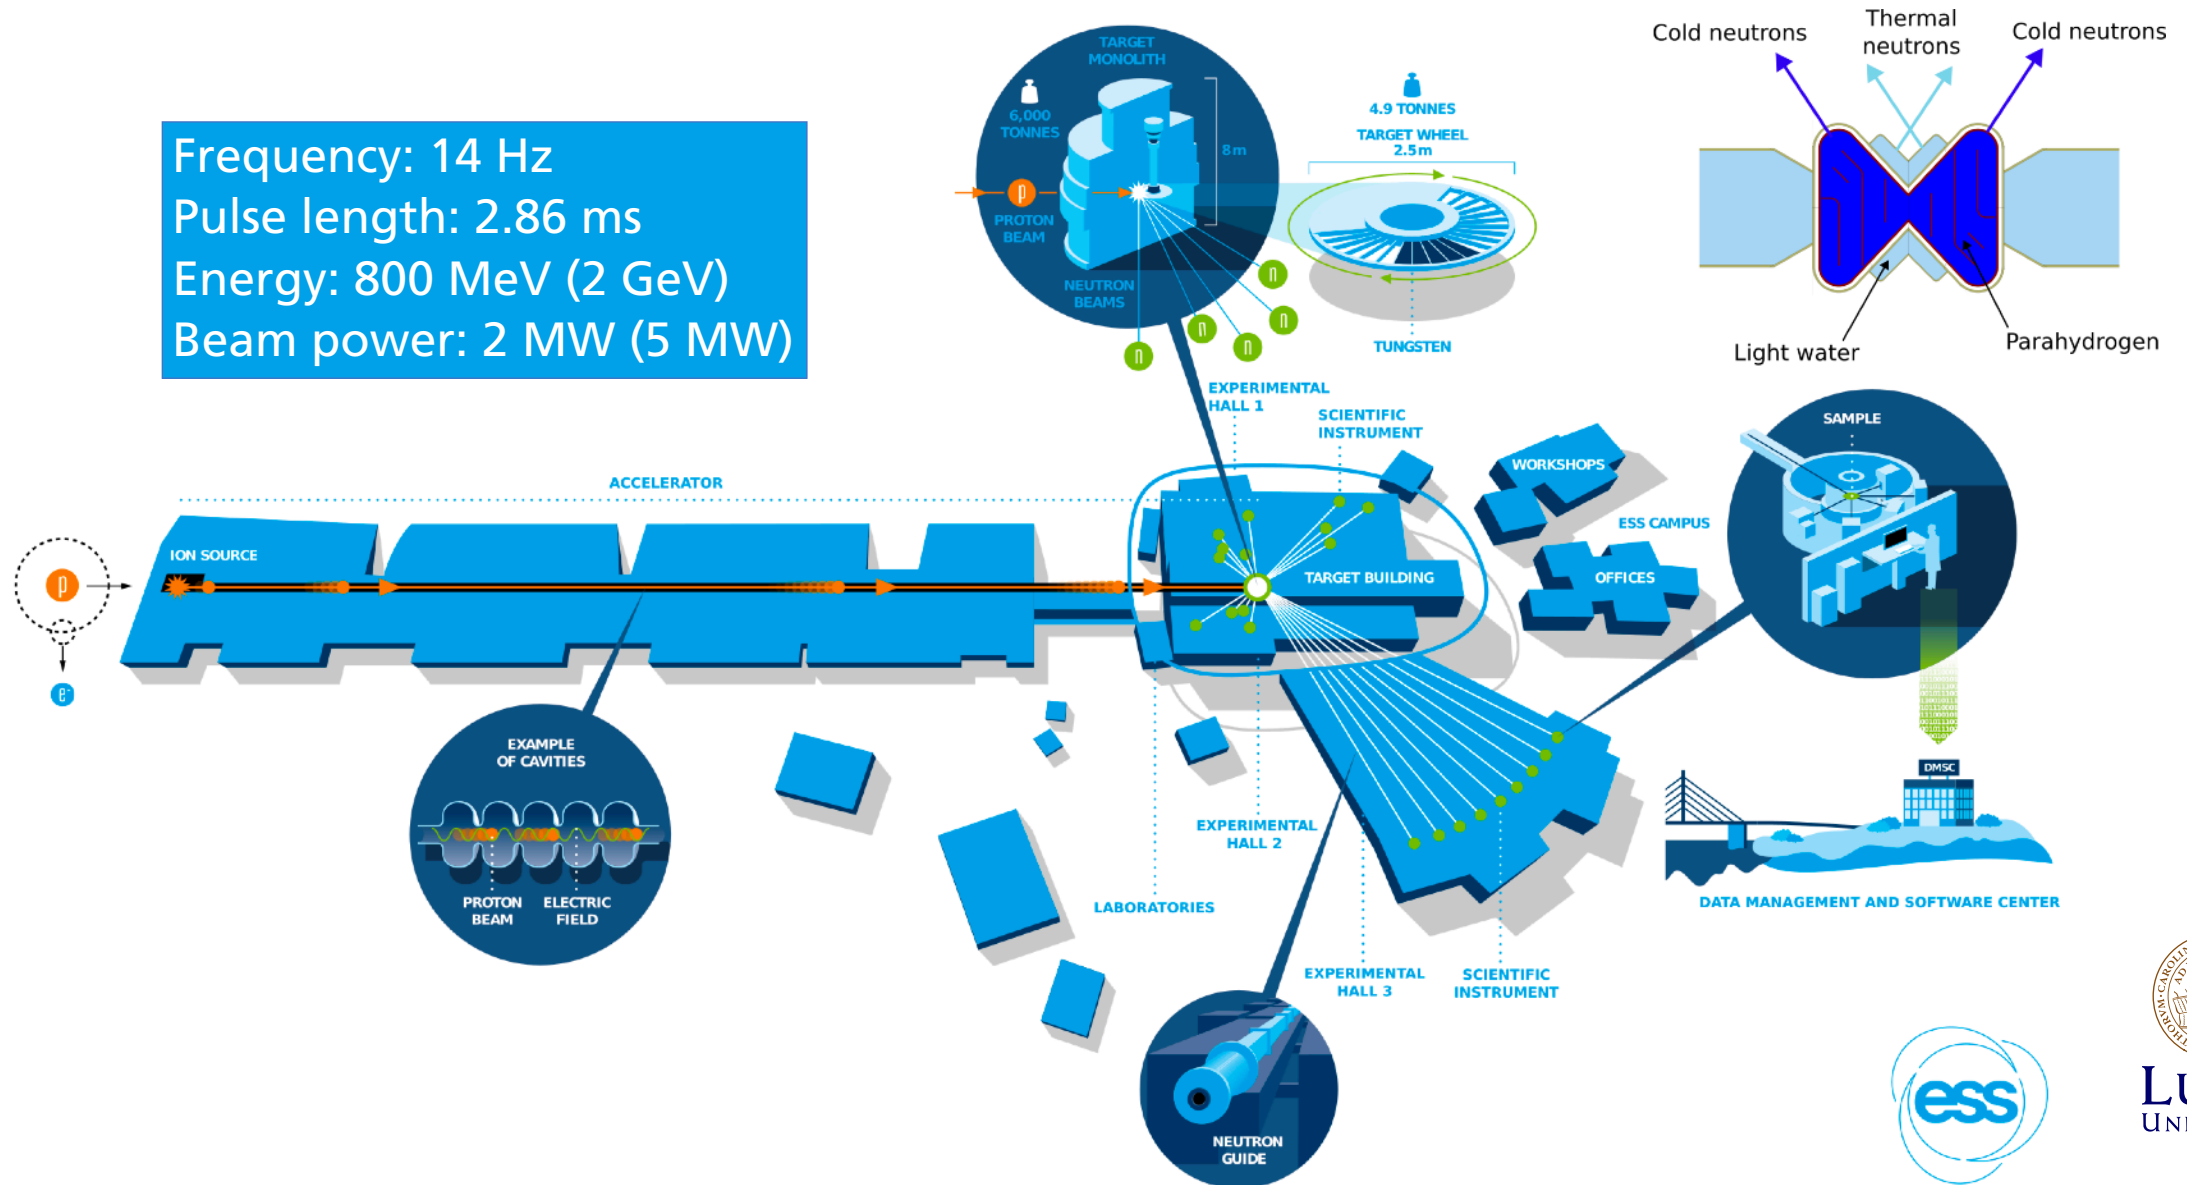 Frequency: 14 Hz
Pulse length: 2.86 ms
Energy: 800 MeV (2 GeV)
Beam power: 2 MW (5 MW)
TARGET
MONOLITH
6,000
TONNES
8m
p
PROTON
BEAM
NEUTRON
BEAMS
n
n
n
n
n
4.9 TONNES
TARGET WHEEL
2.5m
TUNGSTEN
Cold neutrons
Thermal
neutrons
Cold neutrons
Light water
Parahydrogen
EXPERIMENTAL
HALL 1
SCIENTIFIC
INSTRUMENT
ACCELERATOR
ION SOURCE
p
e-
TARGET BUILDING
WORKSHOPS
ESS CAMPUS
OFFICES
SAMPLE
EXAMPLE
OF CAVITIES
PROTON
BEAM
ELECTRIC
FIELD
EXPERIMENTAL
HALL 2
LABORATORIES
EXPERIMENTAL
HALL 3
SCIENTIFIC
INSTRUMENT
NEUTRON
GUIDE
DMSC
DATA MANAGEMENT AND SOFTWARE CENTER
ess